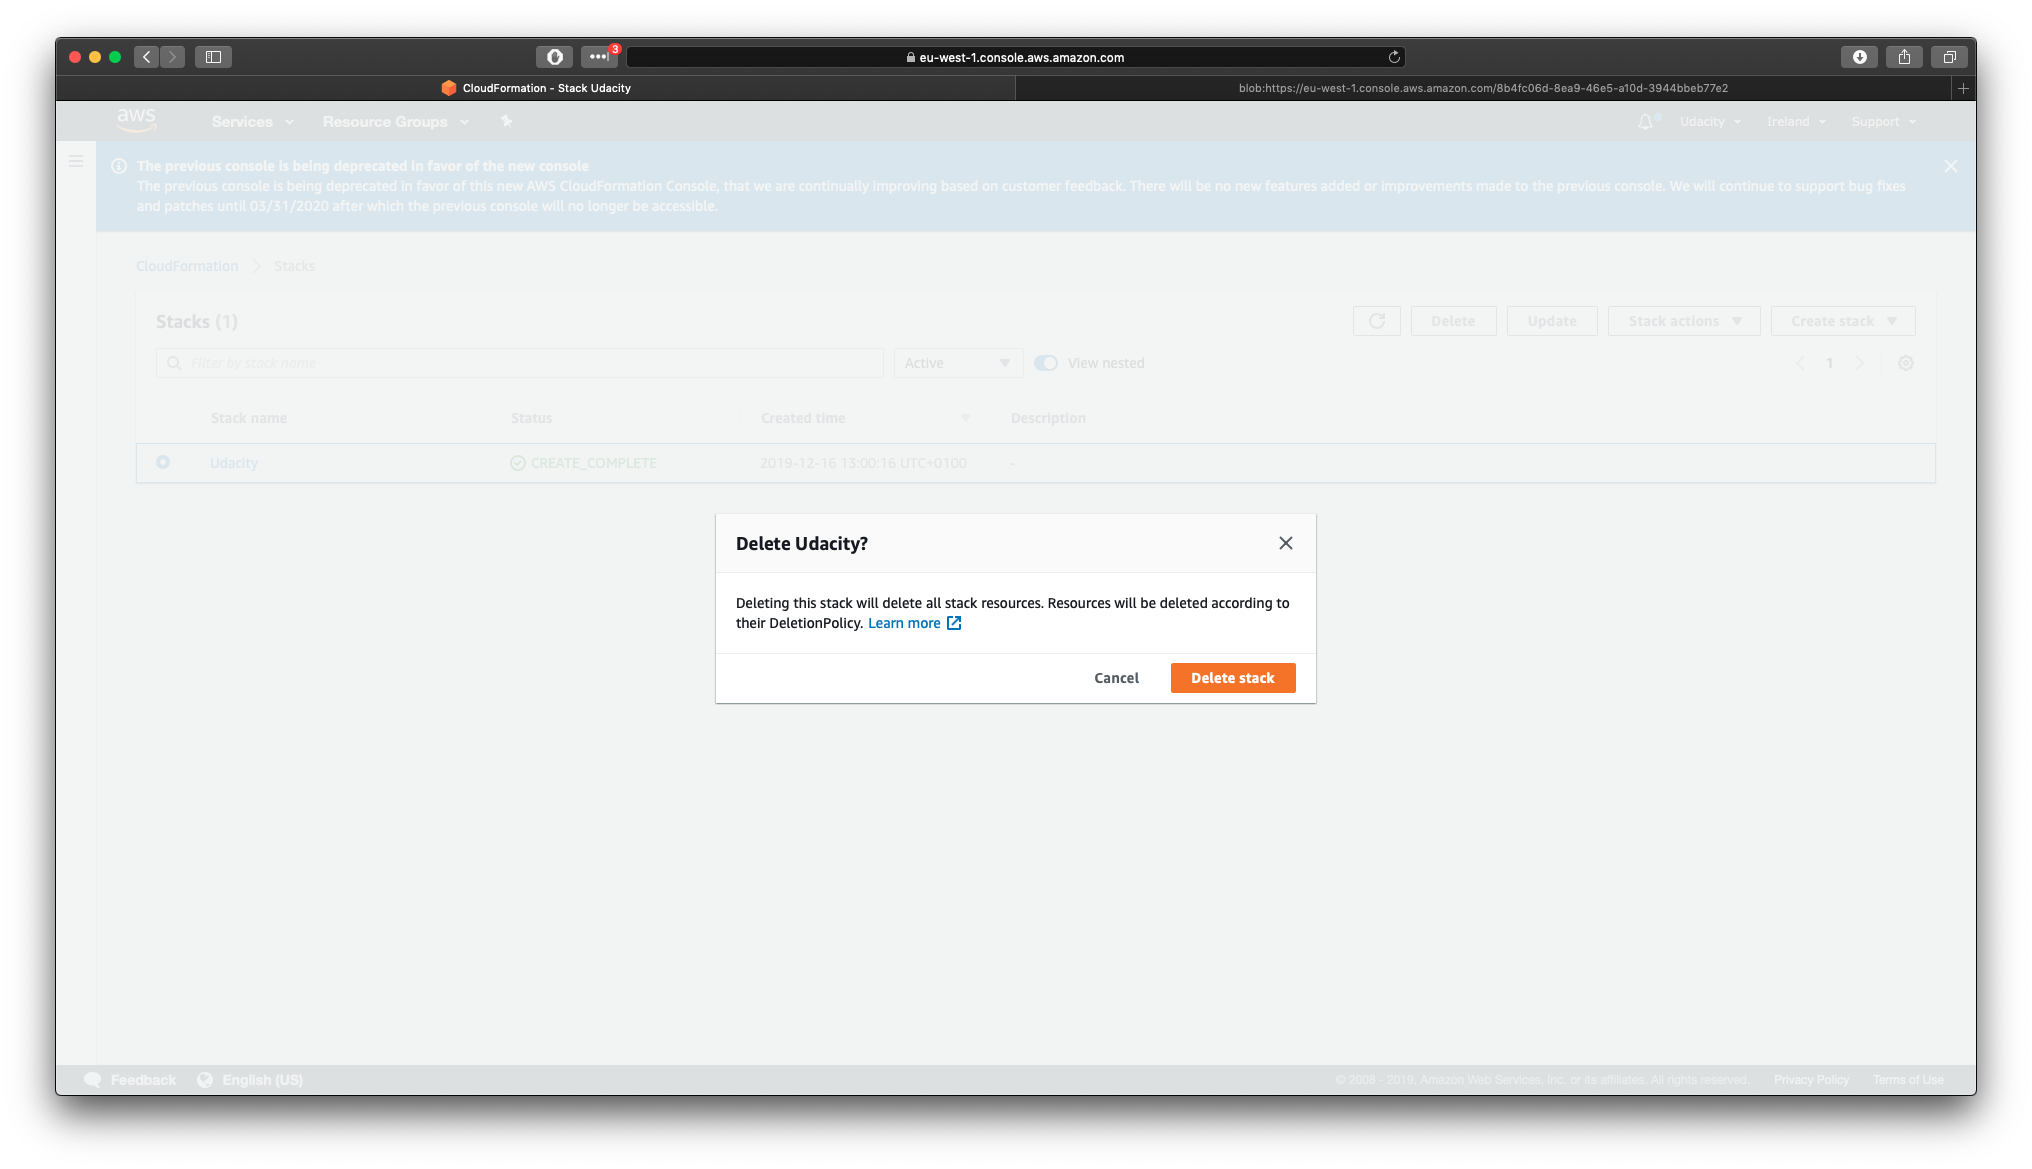 3
eu-west-1.console.aws.amazon.com
CloudFormation - Stack Udacity
blob:https://eu-west-1.console.aws.amazon.com/8b4fc06d-8ea9-46e5-a10d-3944bbeb77e2
aws Services Resource Groups Udacity Ireland Support
The previous console is being deprecated in favor of the new console
The previous console is being deprecated in favor of this new AWS CloudFormation Console, that we are continually improving based on customer feedback. There will be no new features added or improvements made to the previous console. We will continue to support bug fixes
and patches until 03/31/2020 after which the previous console will no longer be accessible.
CloudFormation Stacks
Stacks (1) Delete Update Stack actions Create stack
Filter by stack name Active View nested 1
Stack name Status Created time Description
Udacity CREATE_COMPLETE 2019-12-16 13:00:16 UTC+0100 -
Delete Udacity?
Deleting this stack will delete all stack resources. Resources will be deleted according to
their DeletionPolicy. Learn more
Cancel Delete stack
Feedback English (US) © 2008 - 2019, Amazon Web Services, Inc. or its affiliates. All rights reserved. Privacy Policy Terms of Use